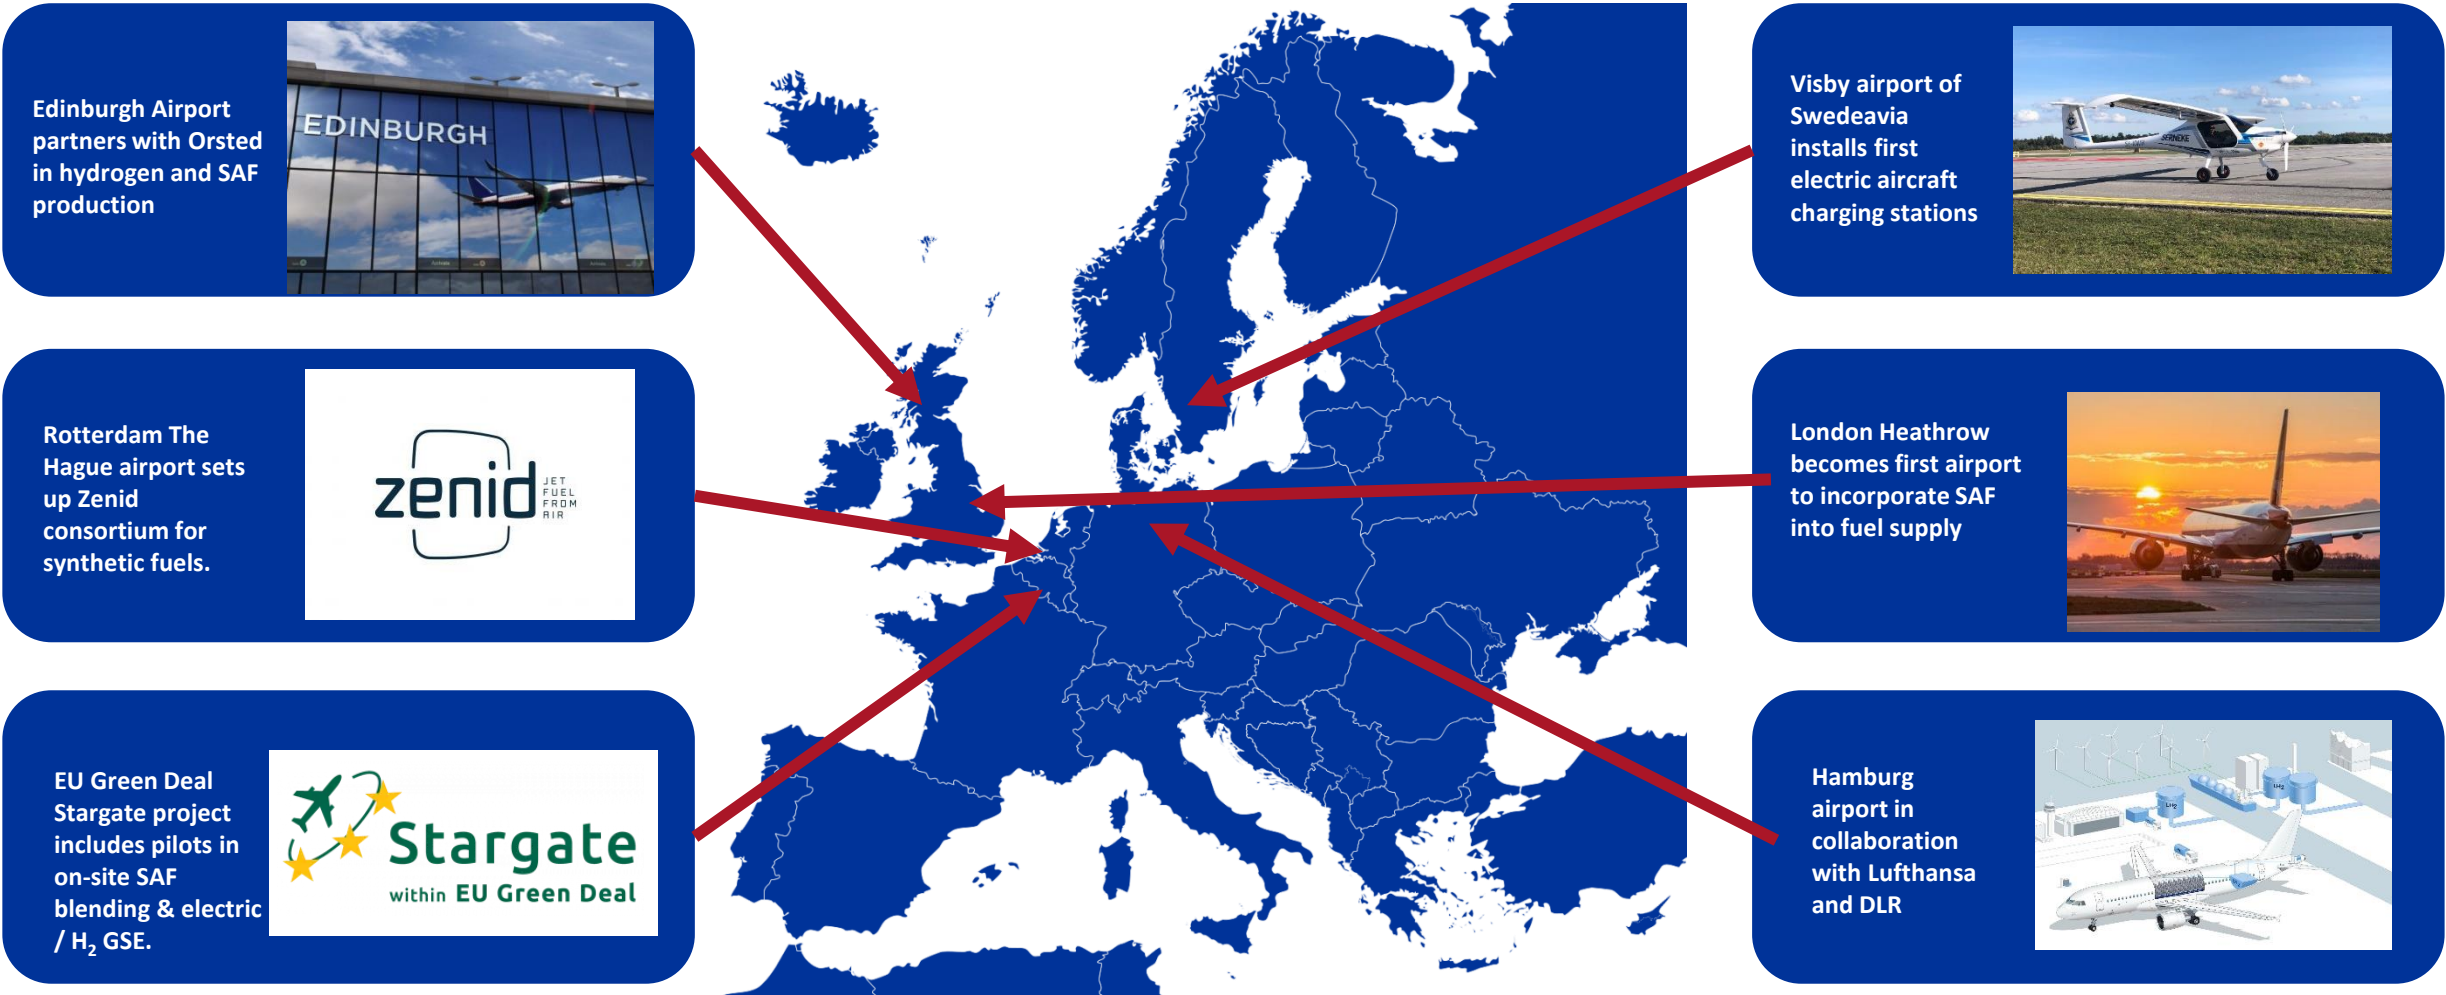 Edinburgh Airport
partners with Orsted
in hydrogen and SAF
production
EDINBURGH
Rotterdam The
Hague airport sets
up Zenid
consortium for
synthetic fuels.
zenid
JET
FUEL
FROM
AIR
EU Green Deal
Stargate project
includes pilots in
on-site SAF
blending & electric
/ H₂ GSE.
Stargate
within EU Green Deal
Visby airport of
Swedeavia
installs first
electric aircraft
charging stations
SERNEKE
London Heathrow
becomes first airport
to incorporate SAF
into fuel supply
Hamburg
airport in
collaboration
with Lufthansa
and DLR
LH₂
LH₂